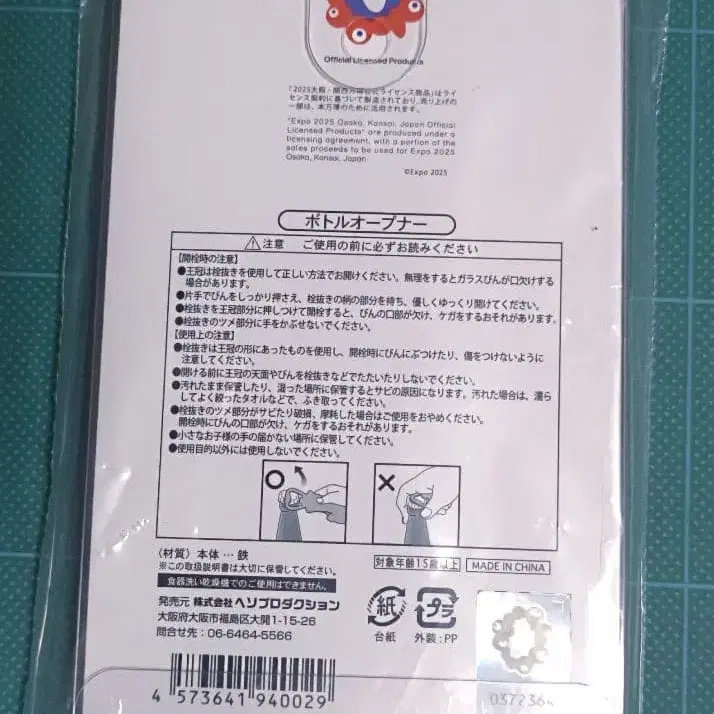 Official Licensed Products
「2025大阪・関西万博公式ライセンス商品」はライ
センス契約に基づいて製造されており、売り上げの
一部は、本万博のために活用されます。
"Expo 2025 Osaka, Kansai, Japan Official
Licensed Products" are produced under a
licensing agreement, with a portion of the
sales proceeds to be used for Expo 2025
Osaka, Kansai, Japan.
©Expo 2025
ボトルオープナー
注意 ご使用の前に必ずお読みください
【開栓時の注意】
●王冠は栓抜きを使用して正しい方法でお開けください。無理をするとガラスびんが口欠けする
場合があります。
●片手でびんをしっかり押さえ、栓抜きの柄の部分を持ち、優しくゆっくり開けてください。
●栓抜きを王冠部分に押しつけて開栓すると、びんの口部が欠け、ケガをするおそれがあります。
●栓抜きのツメ部分に手をかぶせないでください。
【使用上の注意】
●栓抜きは王冠の形にあったものを使用し、開栓時にびんにぶつけたり、傷をつけないように
注意してください。
●開ける前に王冠の天面やびんを栓抜きなどでたたいたりしないでください。
●汚れたまま保管したり、湿った場所に保管するとサビの原因になります。汚れた場合は、濡ら
してよく絞ったタオルなどで、ふき取ってください。
●栓抜きのツメ部分がサビたり破損、摩耗した場合はご使用をおやめください。
開栓時にびんの口部が欠け、ケガをするおそれがあります。
●小さなお子様の手の届かない場所に保管してください。
●使用目的以外には使用しないでください。
〈材質〉本体…鉄
※この取扱説明書は大切に保管してください。
対象年齢15歳以上
MADE IN CHINA
食器洗い乾燥機でのご使用はできません。
発売元 株式会社ヘソプロダクション
大阪府大阪市福島区大開1-15-26
問合せ先：06-6464-5566
紙
台紙
プラ
外装：PP
4 573641 940029
037236